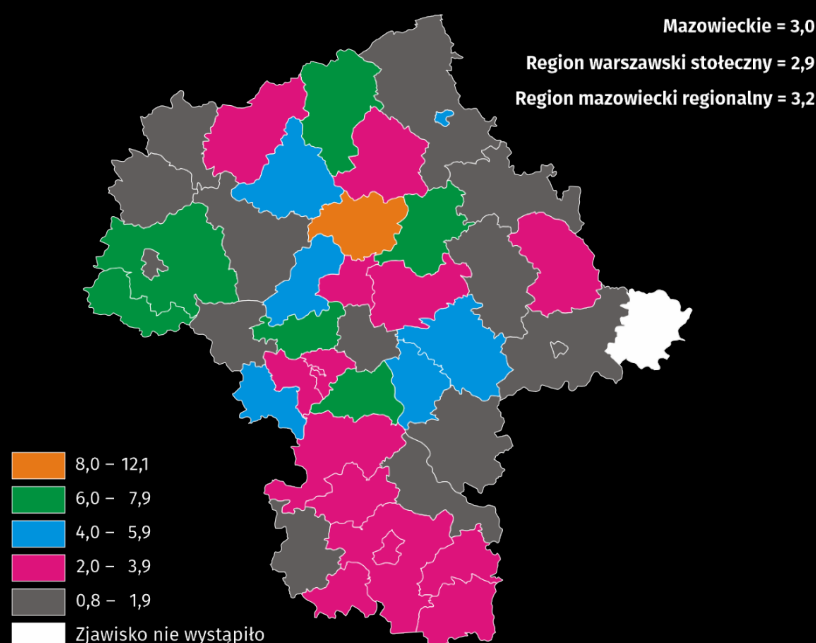 Mazowieckie = 3,0
Region warszawski stołeczny = 2,9
Region mazowiecki regionalny = 3,2
8,0 – 12,1
6,0 – 7,9
4,0 – 5,9
2,0 – 3,9
0,8 – 1,9
Zjawisko nie wystąpiło